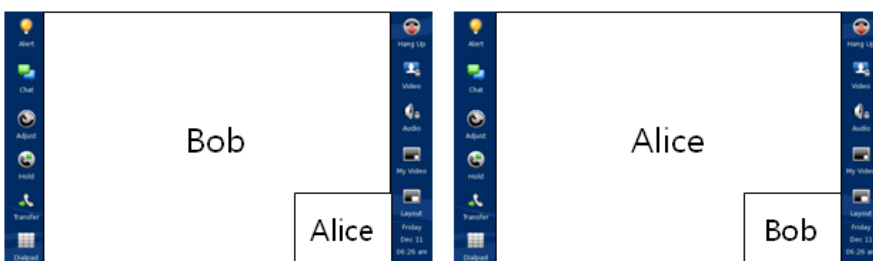 Alert
Chat
Adjust
Hold
Transfer
Dialpad
Bob
Alice
Hang Up
Video
Audio
My Video
Layout
Friday
Dec 11
06:26 am
Alert
Chat
Adjust
Hold
Transfer
Dialpad
Alice
Bob
Hang Up
Video
Audio
My Video
Layout
Friday
Dec 11
06:26 am